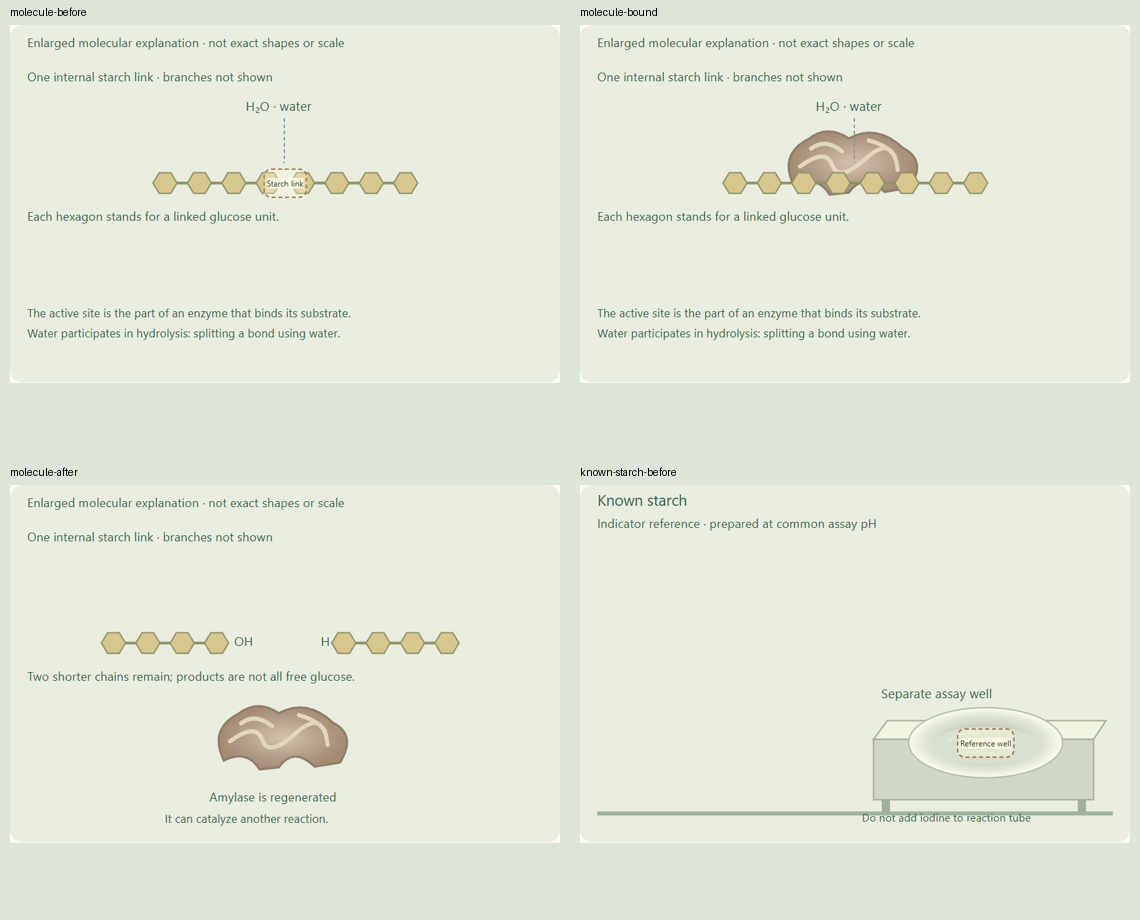 molecule-before
Enlarged molecular explanation · not exact shapes or scale
One internal starch link · branches not shown
H₂O · water
Starch link
Each hexagon stands for a linked glucose unit.
The active site is the part of an enzyme that binds its substrate.
Water participates in hydrolysis: splitting a bond using water.
molecule-bound
Enlarged molecular explanation · not exact shapes or scale
One internal starch link · branches not shown
H₂O · water
Each hexagon stands for a linked glucose unit.
The active site is the part of an enzyme that binds its substrate.
Water participates in hydrolysis: splitting a bond using water.
molecule-after
Enlarged molecular explanation · not exact shapes or scale
One internal starch link · branches not shown
OH H
Two shorter chains remain; products are not all free glucose.
Amylase is regenerated
It can catalyze another reaction.
known-starch-before
Known starch
Indicator reference · prepared at common assay pH
Separate assay well
Reference well
Do not add iodine to reaction tube